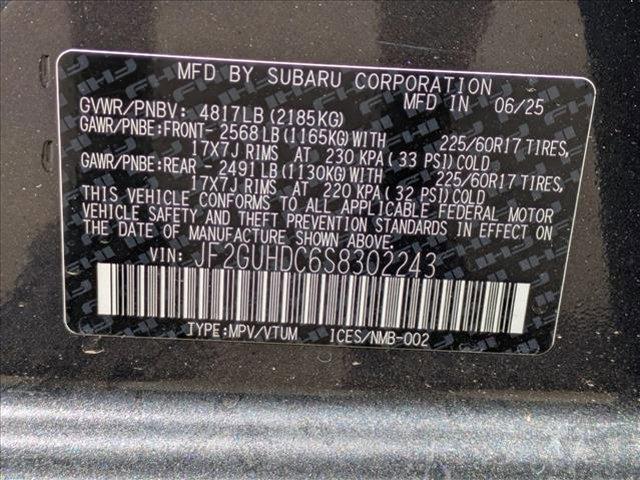 MFD BY SUBARU CORPORATION
GVWR/PNBV: 4817LB (2185KG) MFD IN 06/25
GAWR/PNBE:FRONT-2568LB(1165KG)WITH 225/60R17 TIRES,
17X7J RIMS AT 230 KPA (33 PSI)COLD
GAWR/PNBE:REAR -2491 LB(1130KG)WITH 225/60R17 TIRES,
17X7J RIMS AT 220 KPA (32 PSI)COLD
THIS VEHICLE CONFORMS TO ALL APPLICABLE FEDERAL MOTOR
VEHICLE SAFETY AND THEFT PREVENTION STANDARDS IN EFFECT ON
THE DATE OF MANUFACTURE SHOWN ABOVE.
VIN: JF2GUHDC6S8302243
TYPE:MPV/VTUM ICES/NMB-002